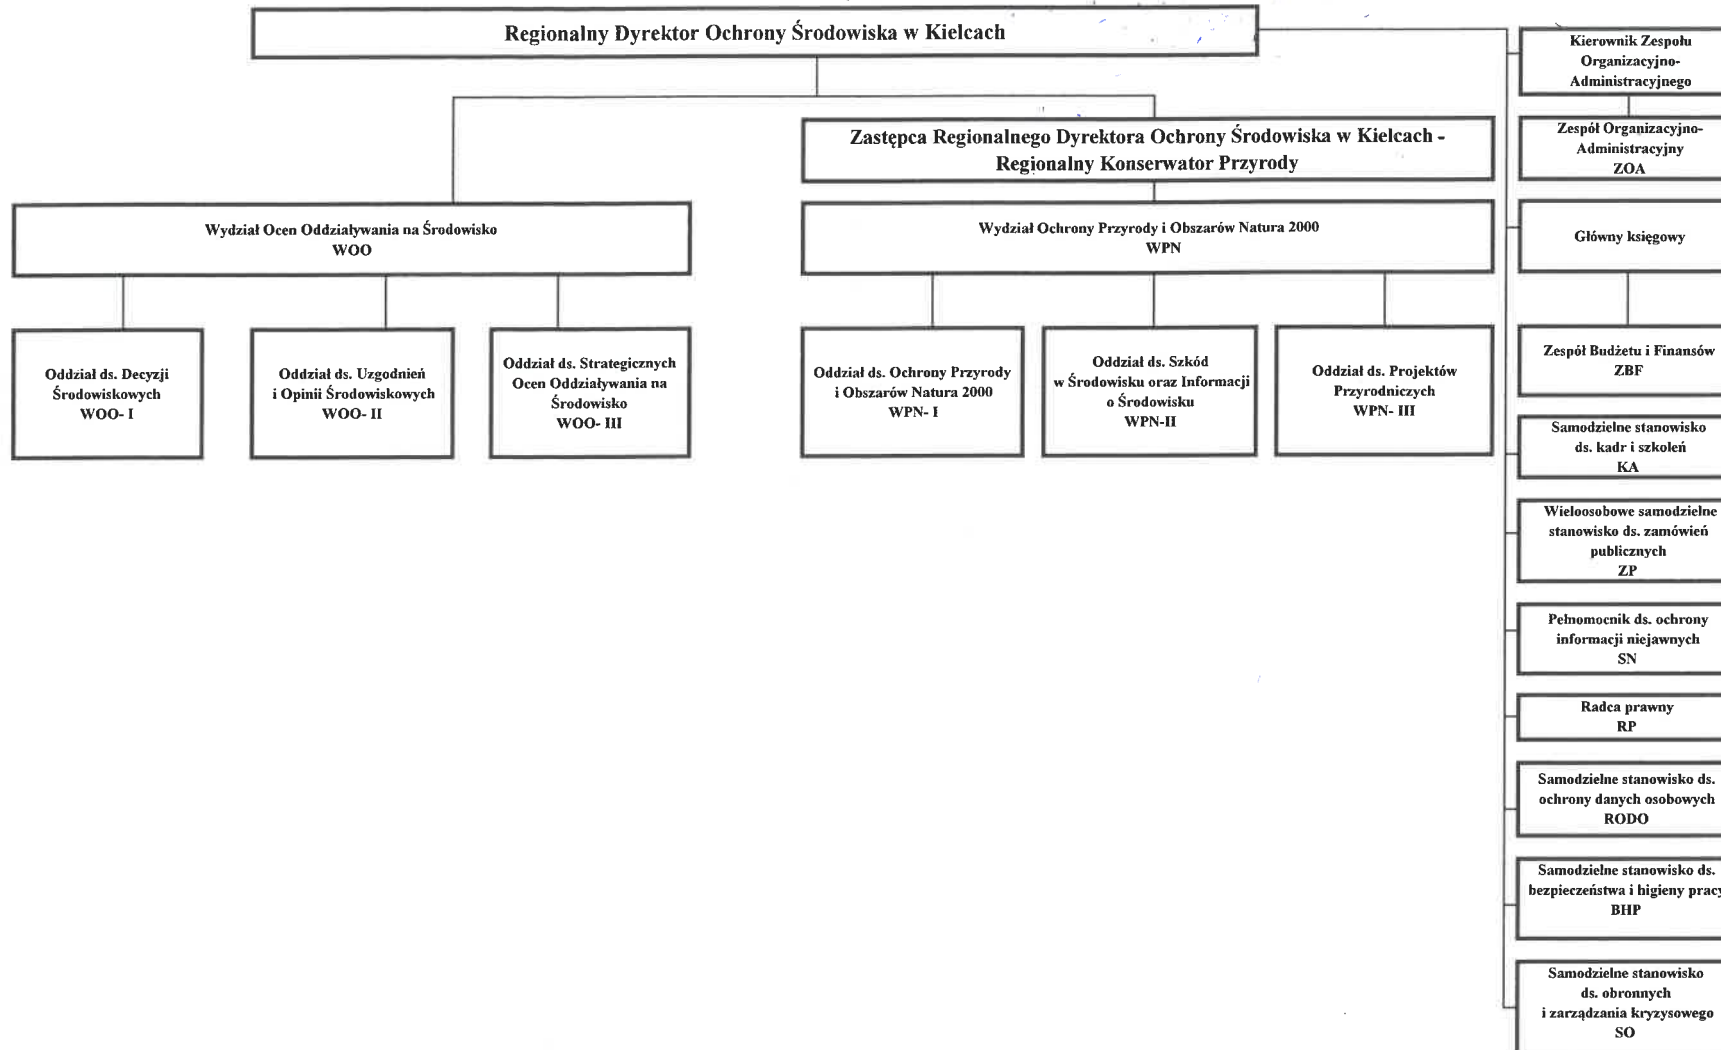 Regionalny Dyrektor Ochrony Środowiska w Kielcach
Zastępca Regionalnego Dyrektora Ochrony Środowiska w Kielcach -
Regionalny Konserwator Przyrody
Wydział Ocen Oddziaływania na Środowisko
WOO
Wydział Ochrony Przyrody i Obszarów Natura 2000
WPN
Oddział ds. Decyzji
Środowiskowych
WOO- I
Oddział ds. Uzgodnień
i Opinii Środowiskowych
WOO- II
Oddział ds. Strategicznych
Ocen Oddziaływania na
Środowisko
WOO- III
Oddział ds. Ochrony Przyrody
i Obszarów Natura 2000
WPN- I
Oddział ds. Szkód
w Środowisku oraz Informacji
o Środowisku
WPN-II
Oddział ds. Projektów
Przyrodniczych
WPN- III
Kierownik Zespołu
Organizacyjno-
Administracyjnego
Zespół Organizacyjno-
Administracyjny
ZOA
Główny księgowy
Zespół Budżetu i Finansów
ZBF
Samodzielne stanowisko
ds. kadr i szkoleń
KA
Wieloosobowe samodzielne
stanowisko ds. zamówień
publicznych
ZP
Pełnomocnik ds. ochrony
informacji niejawnych
SN
Radca prawny
RP
Samodzielne stanowisko ds.
ochrony danych osobowych
RODO
Samodzielne stanowisko ds.
bezpieczeństwa i higieny pracy
BHP
Samodzielne stanowisko
ds. obronnych
i zarządzania kryzysowego
SO